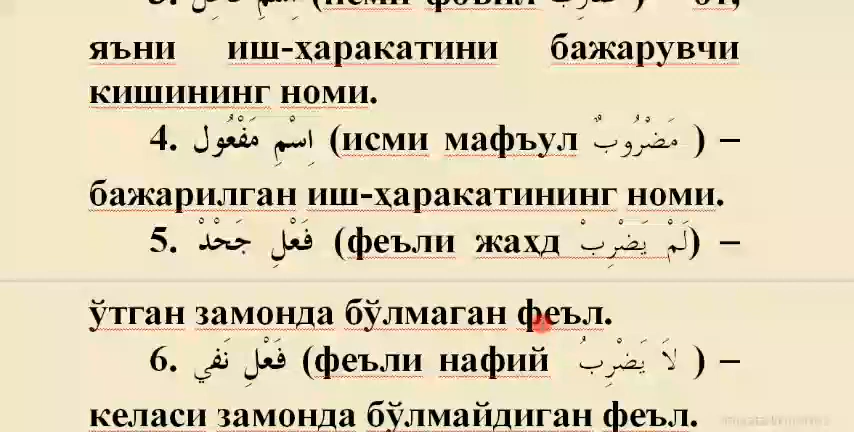 яъни иш-ҳаракатини бажарувчи
кишининг номи.
4. اِسْمِ مَفْعُول (исми мафъул مَضْرُوبٌ ) –
бажарилган иш-ҳаракатининг номи.
5. فَعْلِ جَحْدْ (феъли жаҳд لَمْ يَضْرِبْ) –
ўтган замонда бўлмаган феъл.
6. فَعْلِ نَفي (феъли нафий لاَ يَضْرِبُ ) –
келаси замонда бўлмайдиган феъл.